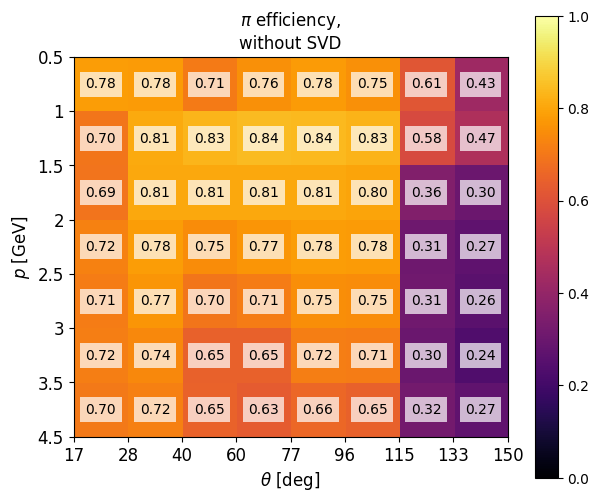 π efficiency,
without SVD
1.0
0.5
0.78 0.78 0.71 0.76 0.78 0.75 0.61 0.43
0.8
1
0.70 0.81 0.83 0.84 0.84 0.83 0.58 0.47
1.5
0.69 0.81 0.81 0.81 0.81 0.80 0.36 0.30
0.6
2
0.72 0.78 0.75 0.77 0.78 0.78 0.31 0.27
p [GeV]
2.5
0.71 0.77 0.70 0.71 0.75 0.75 0.31 0.26
0.4
3
0.72 0.74 0.65 0.65 0.72 0.71 0.30 0.24
3.5
0.2
0.70 0.72 0.65 0.63 0.66 0.65 0.32 0.27
4.5
17 28 40 60 77 96 115 133 150
0.0
θ [deg]